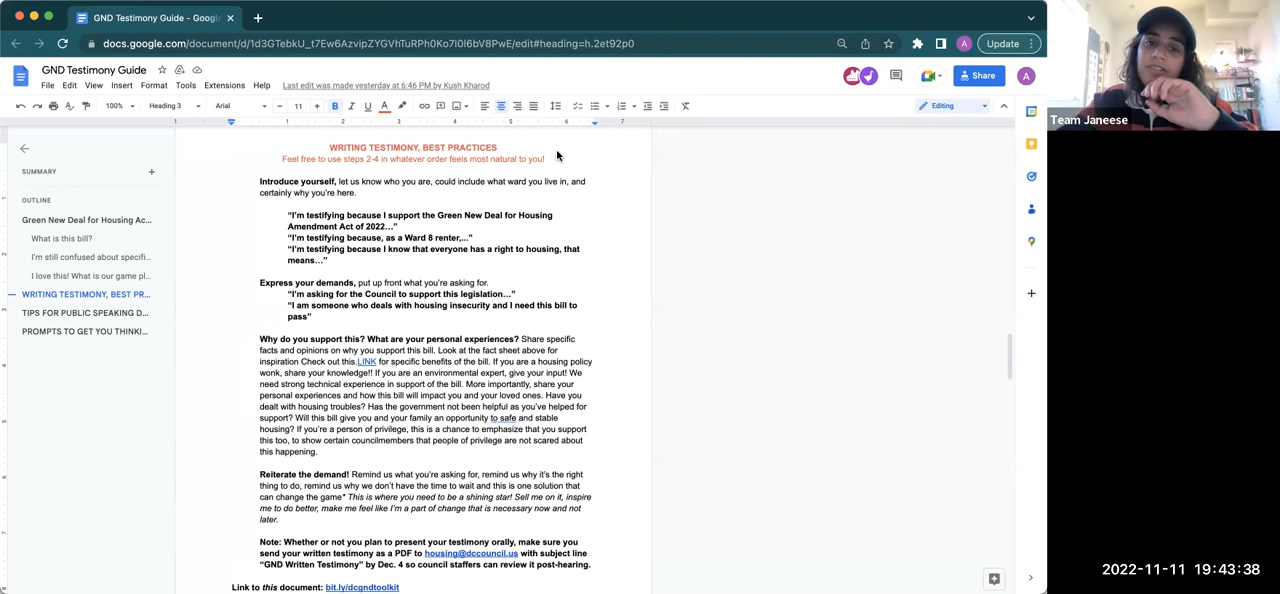 GND Testimony Guide - Googl
docs.google.com/document/d/1d3GTebkU_t7Ew6AzvipZYGVhTuRPh0Ko7I0l6bV8PwE/edit#heading=h.2et92p0
A
Update
GND Testimony Guide
File Edit View Insert Format Tools Extensions Help Last edit was made yesterday at 6:46 PM by Kush Kharod
Share
A
100% Heading 3 Arial 11 B I U A Editing
1 1 2 3 4 5 6 7
Team Janeese
SUMMARY
OUTLINE
Green New Deal for Housing Ac...
What is this bill?
I'm still confused about specifi...
I love this! What is our game pl...
WRITING TESTIMONY, BEST PR...
TIPS FOR PUBLIC SPEAKING D...
PROMPTS TO GET YOU THINKI...
WRITING TESTIMONY, BEST PRACTICES
Feel free to use steps 2-4 in whatever order feels most natural to you!
Introduce yourself, let us know who you are, could include what ward you live in, and
certainly why you're here.
"I'm testifying because I support the Green New Deal for Housing
Amendment Act of 2022..."
"I'm testifying because, as a Ward 8 renter,..."
"I'm testifying because I know that everyone has a right to housing, that
means..."
Express your demands, put up front what you're asking for.
"I'm asking for the Council to support this legislation..."
"I am someone who deals with housing insecurity and I need this bill to
pass"
Why do you support this? What are your personal experiences? Share specific
facts and opinions on why you support this bill. Look at the fact sheet above for
inspiration Check out this.LINK for specific benefits of the bill. If you are a housing policy
wonk, share your knowledge!! If you are an environmental expert, give your input! We
need strong technical experience in support of the bill. More importantly, share your
personal experiences and how this bill will impact you and your loved ones. Have you
dealt with housing troubles? Has the government not been helpful as you've helped for
support? Will this bill give you and your family an opportunity to safe and stable
housing? If you're a person of privilege, this is a chance to emphasize that you support
this too, to show certain councilmembers that people of privilege are not scared about
this happening.
Reiterate the demand! Remind us what you're asking for, remind us why it's the right
thing to do, remind us why we don't have the time to wait and this is one solution that
can change the game* This is where you need to be a shining star! Sell me on it, inspire
me to do better, make me feel like I'm a part of change that is necessary now and not
later.
Note: Whether or not you plan to present your testimony orally, make sure you
send your written testimony as a PDF to housing@dccouncil.us with subject line
"GND Written Testimony" by Dec. 4 so council staffers can review it post-hearing.
Link to this document: bit.ly/dcgndtoolkit
2022-11-11 19:43:38